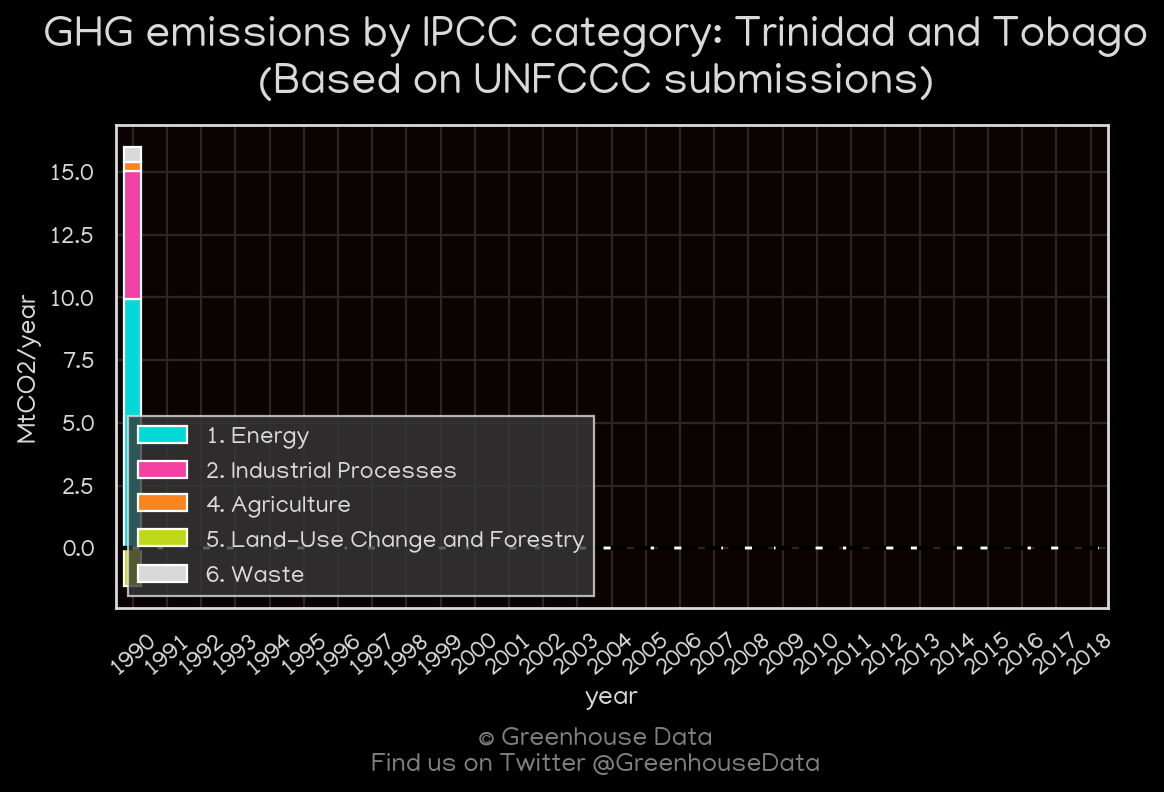 GHG emissions by IPCC category: Trinidad and Tobago
(Based on UNFCCC submissions)
MtCO2/year
15.0
12.5
10.0
7.5
5.0
2.5
0.0
1. Energy
2. Industrial Processes
4. Agriculture
5. Land-Use Change and Forestry
6. Waste
1990 1991 1992 1993 1994 1995 1996 1997 1998 1999 2000 2001 2002 2003 2004 2005 2006 2007 2008 2009 2010 2011 2012 2013 2014 2015 2016 2017 2018
year
© Greenhouse Data
Find us on Twitter @GreenhouseData